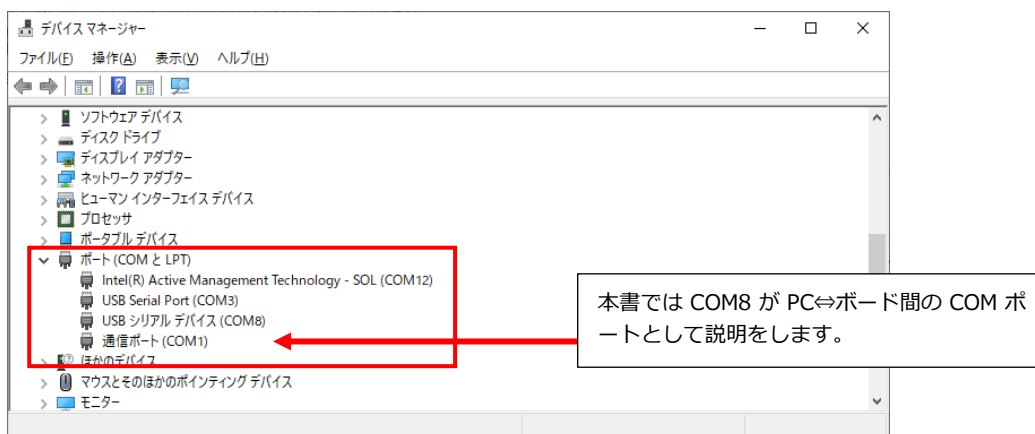 デバイス マネージャー
ファイル(F) 操作(A) 表示(V) ヘルプ(H)
ソフトウェア デバイス
ディスク ドライブ
ディスプレイ アダプター
ネットワーク アダプター
ヒューマン インターフェイス デバイス
プロセッサ
ポータブル デバイス
ポート (COM と LPT)
Intel(R) Active Management Technology - SOL (COM12)
USB Serial Port (COM3)
USB シリアル デバイス (COM8)
通信ポート (COM1)
ほかのデバイス
マウスとそのほかのポインティング デバイス
モニター
本書では COM8 が PC⇔ボード間の COM ポ
ートとして説明をします。